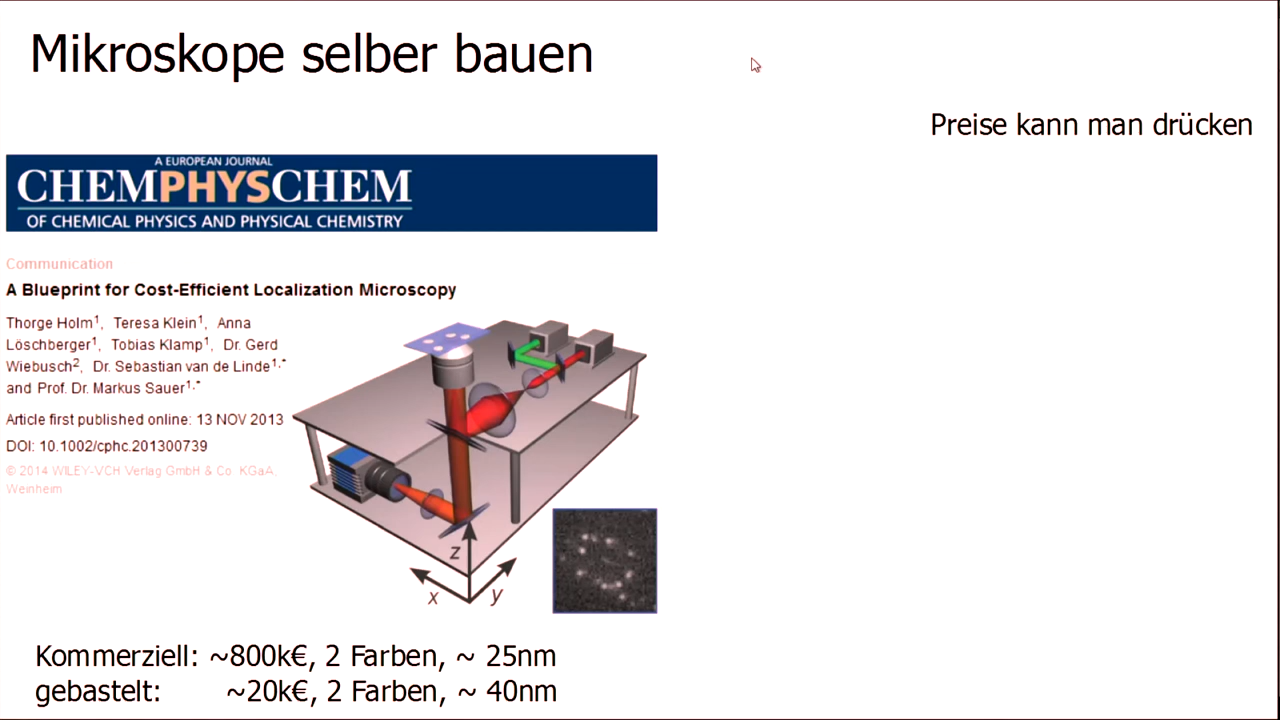 Mikroskope selber bauen
Preise kann man drücken
A EUROPEAN JOURNAL
CHEMPHYSCHEM
OF CHEMICAL PHYSICS AND PHYSICAL CHEMISTRY
Communication
A Blueprint for Cost-Efficient Localization Microscopy
Thorge Holm1, Teresa Klein1, Anna
Löschberger1, Tobias Klamp1, Dr. Gerd
Wiebusch2, Dr. Sebastian van de Linde1,*
and Prof. Dr. Markus Sauer1,*
Article first published online: 13 NOV 2013
DOI: 10.1002/cphc.201300739
© 2014 WILEY-VCH Verlag GmbH & Co. KGaA,
Weinheim
z
x
y
Kommerziell: ~800k€, 2 Farben, ~ 25nm
gebastelt: ~20k€, 2 Farben, ~ 40nm